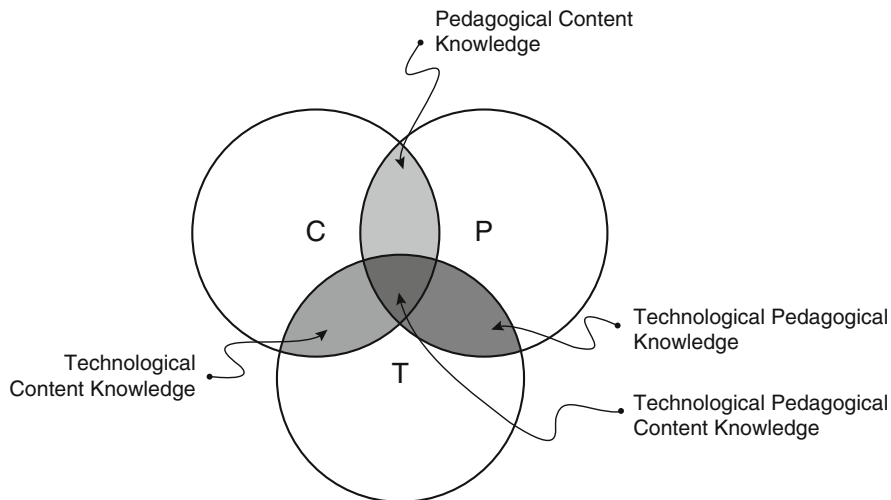 Pedagogical Content
Knowledge
C
P
Technological Pedagogical
Knowledge
Technological
Content Knowledge
T
Technological Pedagogical
Content Knowledge